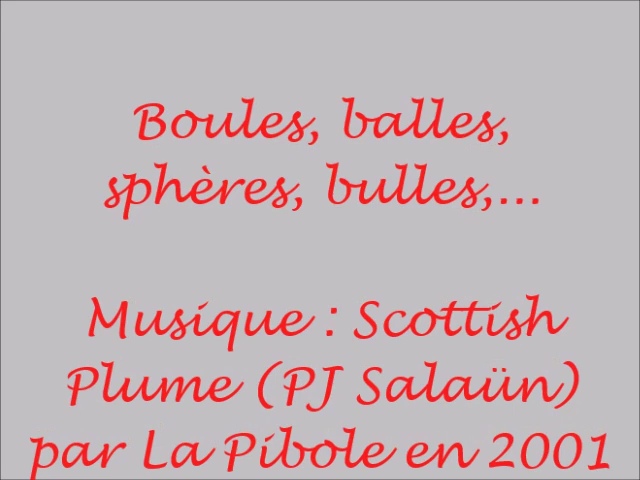 Boules, balles,
sphères, bulles,...
Musique : Scottish
Plume (PJ Salaün)
par La Pibole en 2001